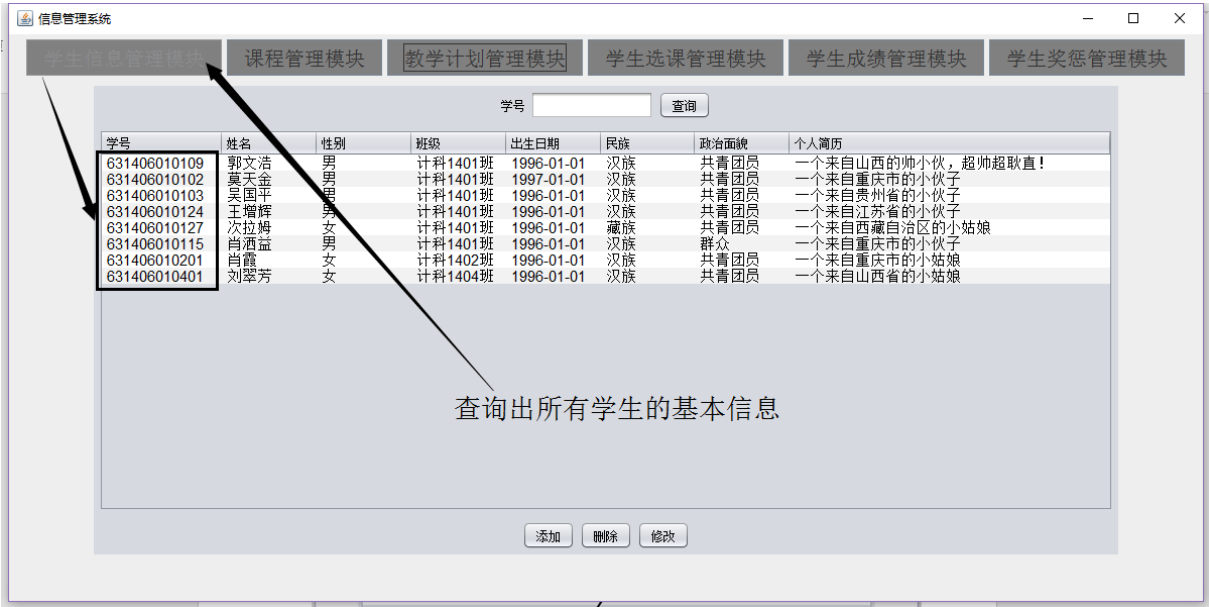 信息管理系统
学生信息管理模块 课程管理模块 教学计划管理模块 学生选课管理模块 学生成绩管理模块 学生奖惩管理模块
学号 查询
学号 姓名 性别 班级 出生日期 民族 政治面貌 个人简历
631406010109 郭文浩 男 计科1401班 1996-01-01 汉族 共青团员 一个来自山西的帅小伙，超帅超耿直!
631406010102 莫天金 男 计科1401班 1997-01-01 汉族 共青团员 一个来自重庆市的小伙子
631406010103 吴国平 男 计科1401班 1996-01-01 汉族 共青团员 一个来自贵州省的小伙子
631406010124 王增辉 男 计科1401班 1996-01-01 汉族 共青团员 一个来自江苏省的小伙子
631406010127 次拉姆 女 计科1401班 1996-01-01 藏族 共青团员 一个来自西藏自治区的小姑娘
631406010115 肖洒益 男 计科1401班 1996-01-01 汉族 群众 一个来自重庆市的小伙子
631406010201 肖霞 女 计科1402班 1996-01-01 汉族 共青团员 一个来自重庆市的小姑娘
631406010401 刘翠芳 女 计科1404班 1996-01-01 汉族 共青团员 一个来自山西省的小姑娘
查询出所有学生的基本信息
添加 删除 修改